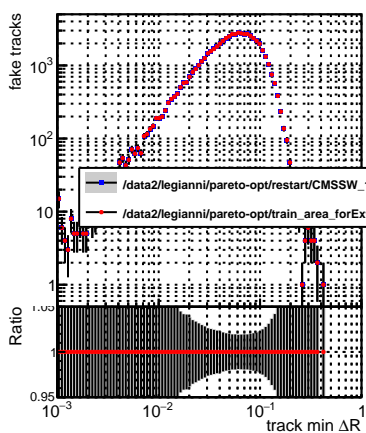 fake tracks
10³
10²
10
1
/data2/legianni/pareto-opt/restart/CMSSW_
/data2/legianni/pareto-opt/train_area_forEx
Ratio
1.05
1
0.95
10⁻³ 10⁻² 10⁻¹ 1
track min ΔR